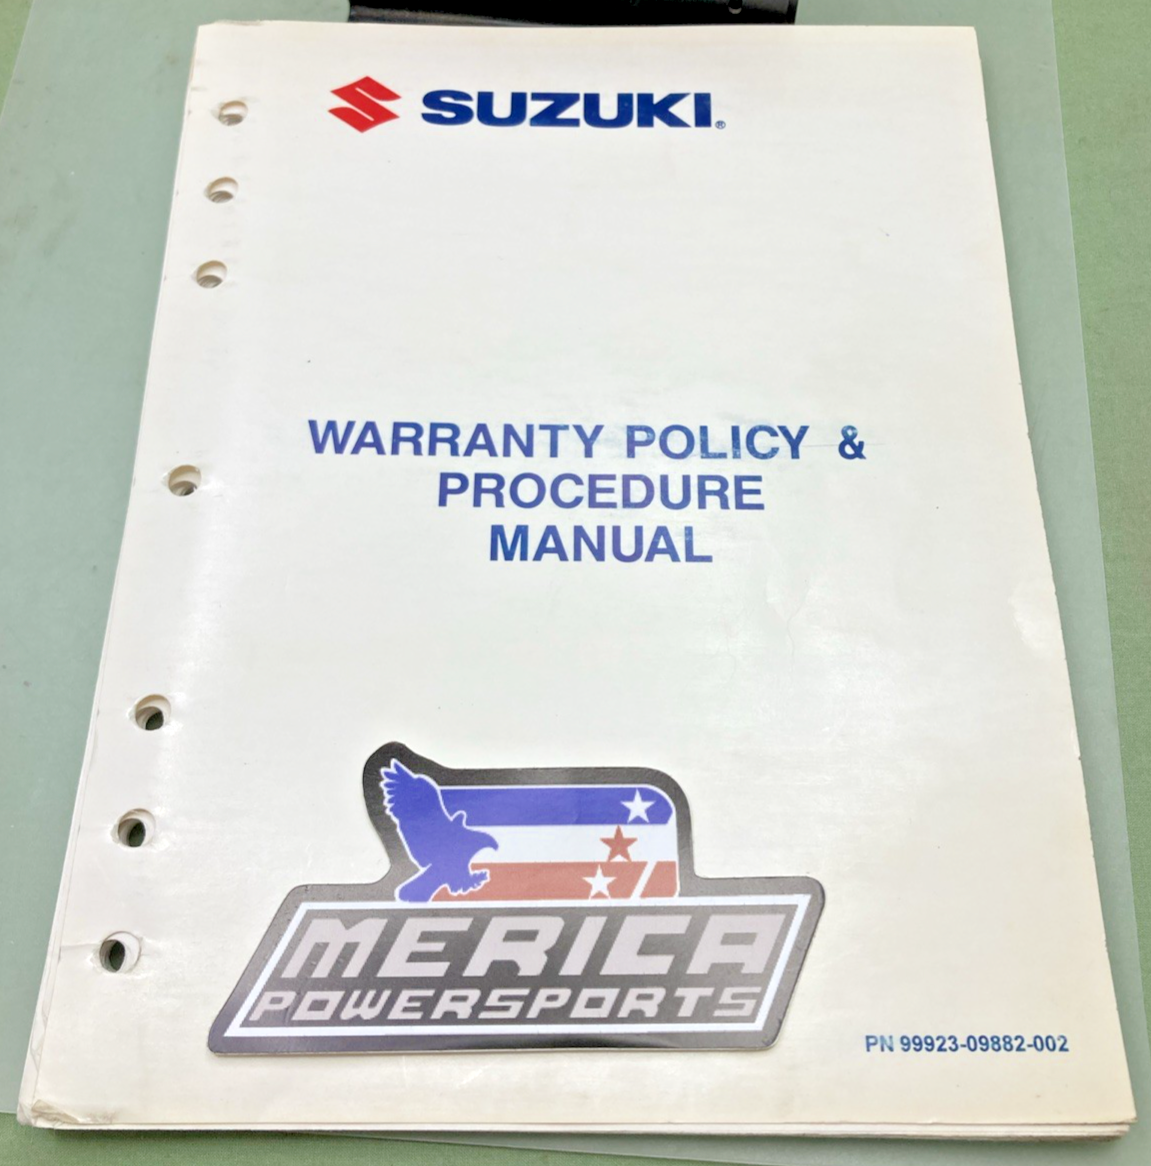 SUZUKI®
WARRANTY POLICY &
PROCEDURE
MANUAL
MERICA
POWERSPORTS
PN 99923-09882-002